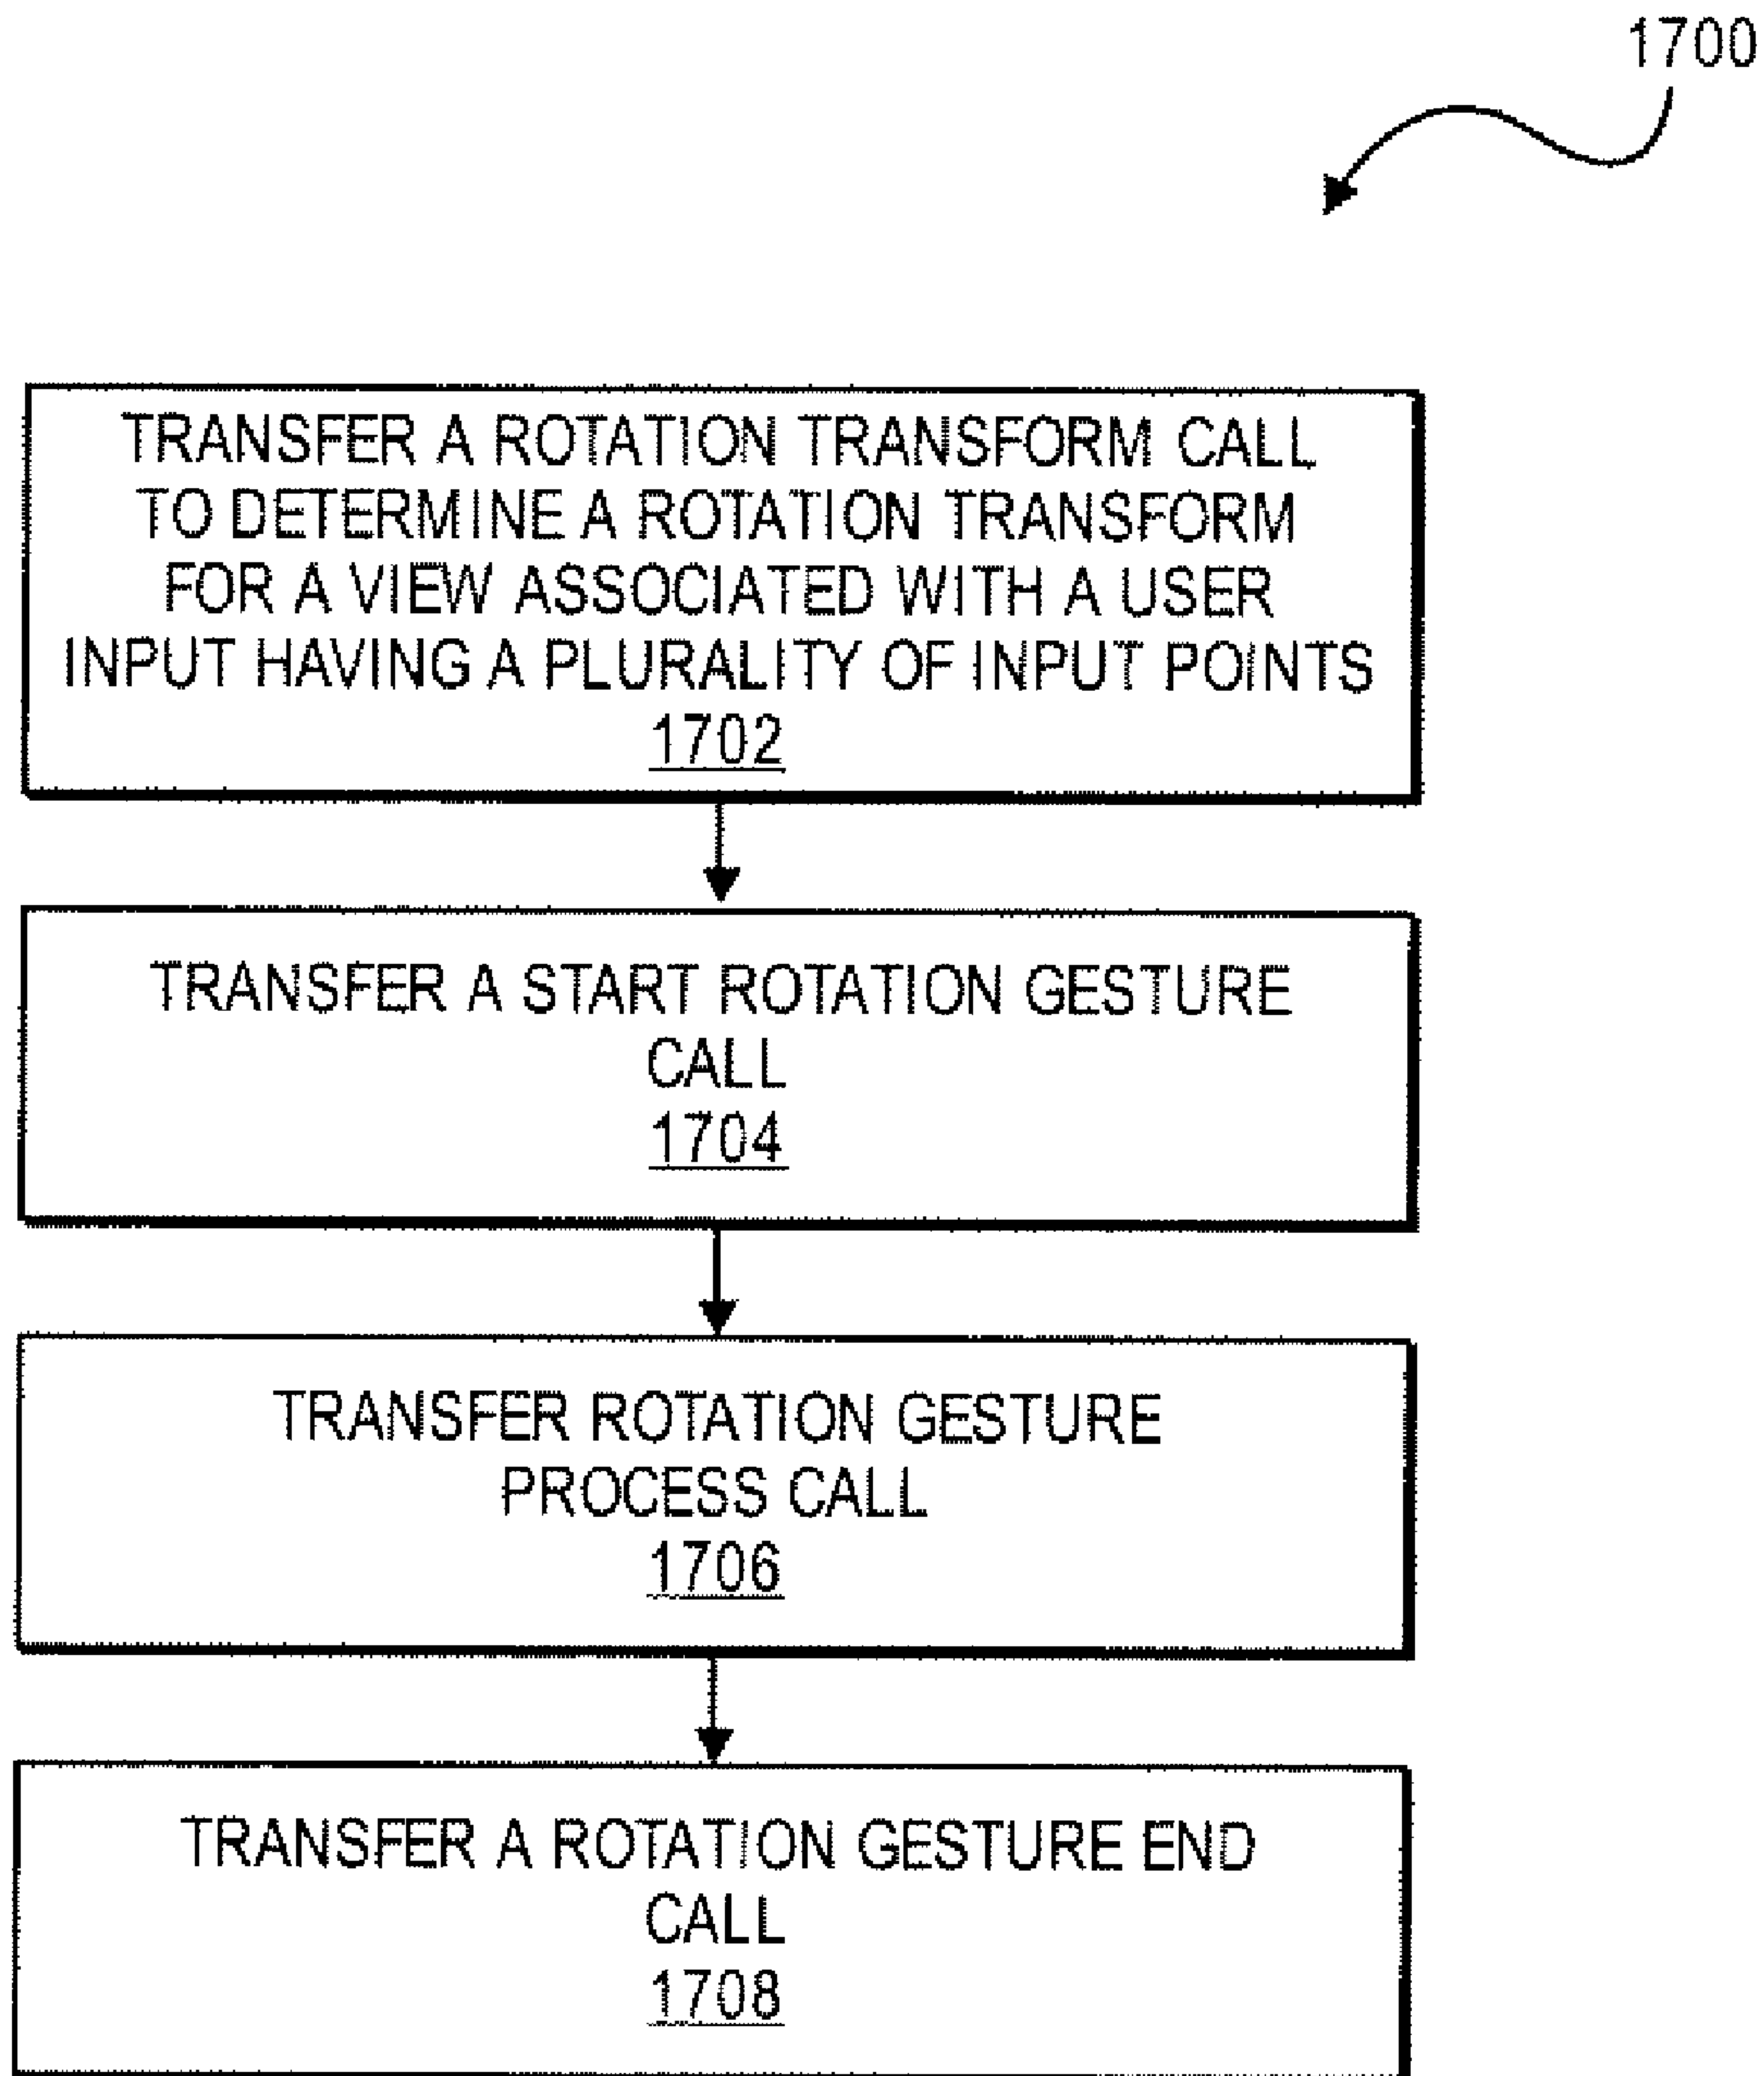 1700
TRANSFER A ROTATION TRANSFORM CALL
TO DETERMINE A ROTATION TRANSFORM
FOR A VIEW ASSOCIATED WITH A USER
INPUT HAVING A PLURALITY OF INPUT POINTS
1702
TRANSFER A START ROTATION GESTURE
CALL
1704
TRANSFER ROTATION GESTURE
PROCESS CALL
1706
TRANSFER A ROTATION GESTURE END
CALL
1708